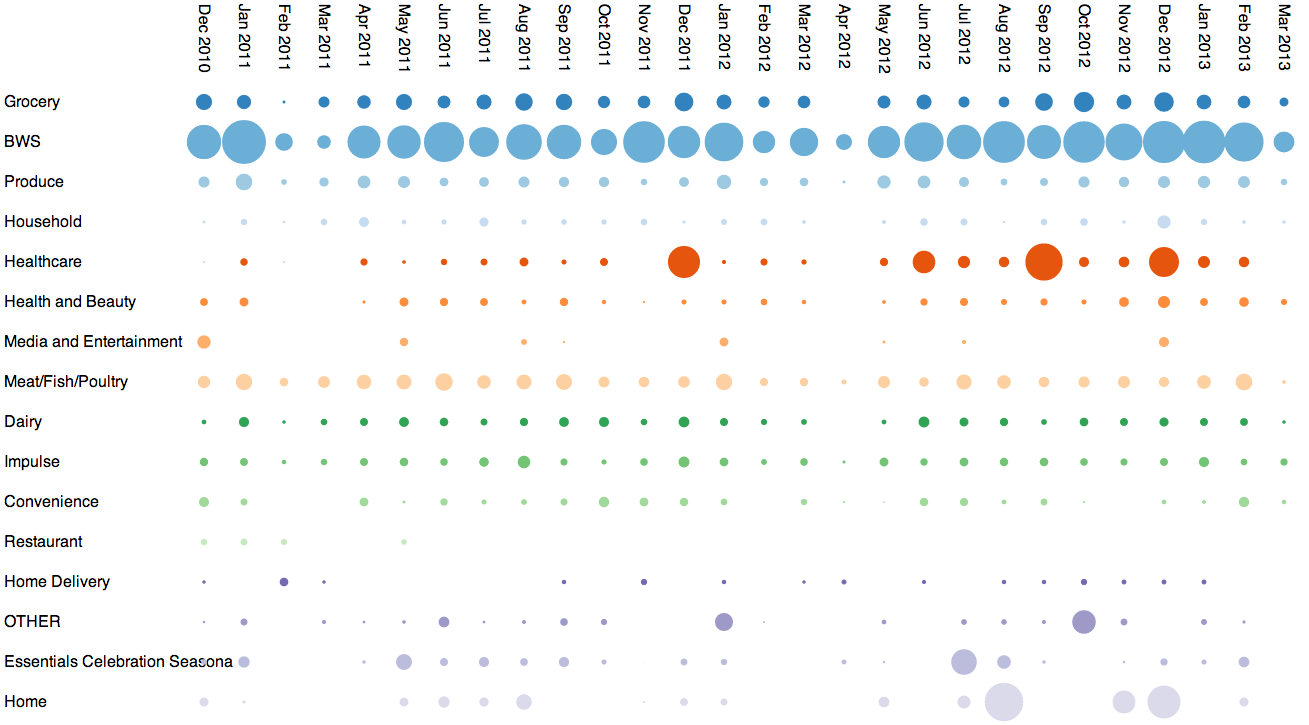 Dec 2010
Jan 2011
Feb 2011
Mar 2011
Apr 2011
May 2011
Jun 2011
Jul 2011
Aug 2011
Sep 2011
Oct 2011
Nov 2011
Dec 2011
Jan 2012
Feb 2012
Mar 2012
Apr 2012
May 2012
Jun 2012
Jul 2012
Aug 2012
Sep 2012
Oct 2012
Nov 2012
Dec 2012
Jan 2013
Feb 2013
Mar 2013
Grocery
BWS
Produce
Household
Healthcare
Health and Beauty
Media and Entertainment
Meat/Fish/Poultry
Dairy
Impulse
Convenience
Restaurant
Home Delivery
OTHER
Essentials Celebration Seasona
Home